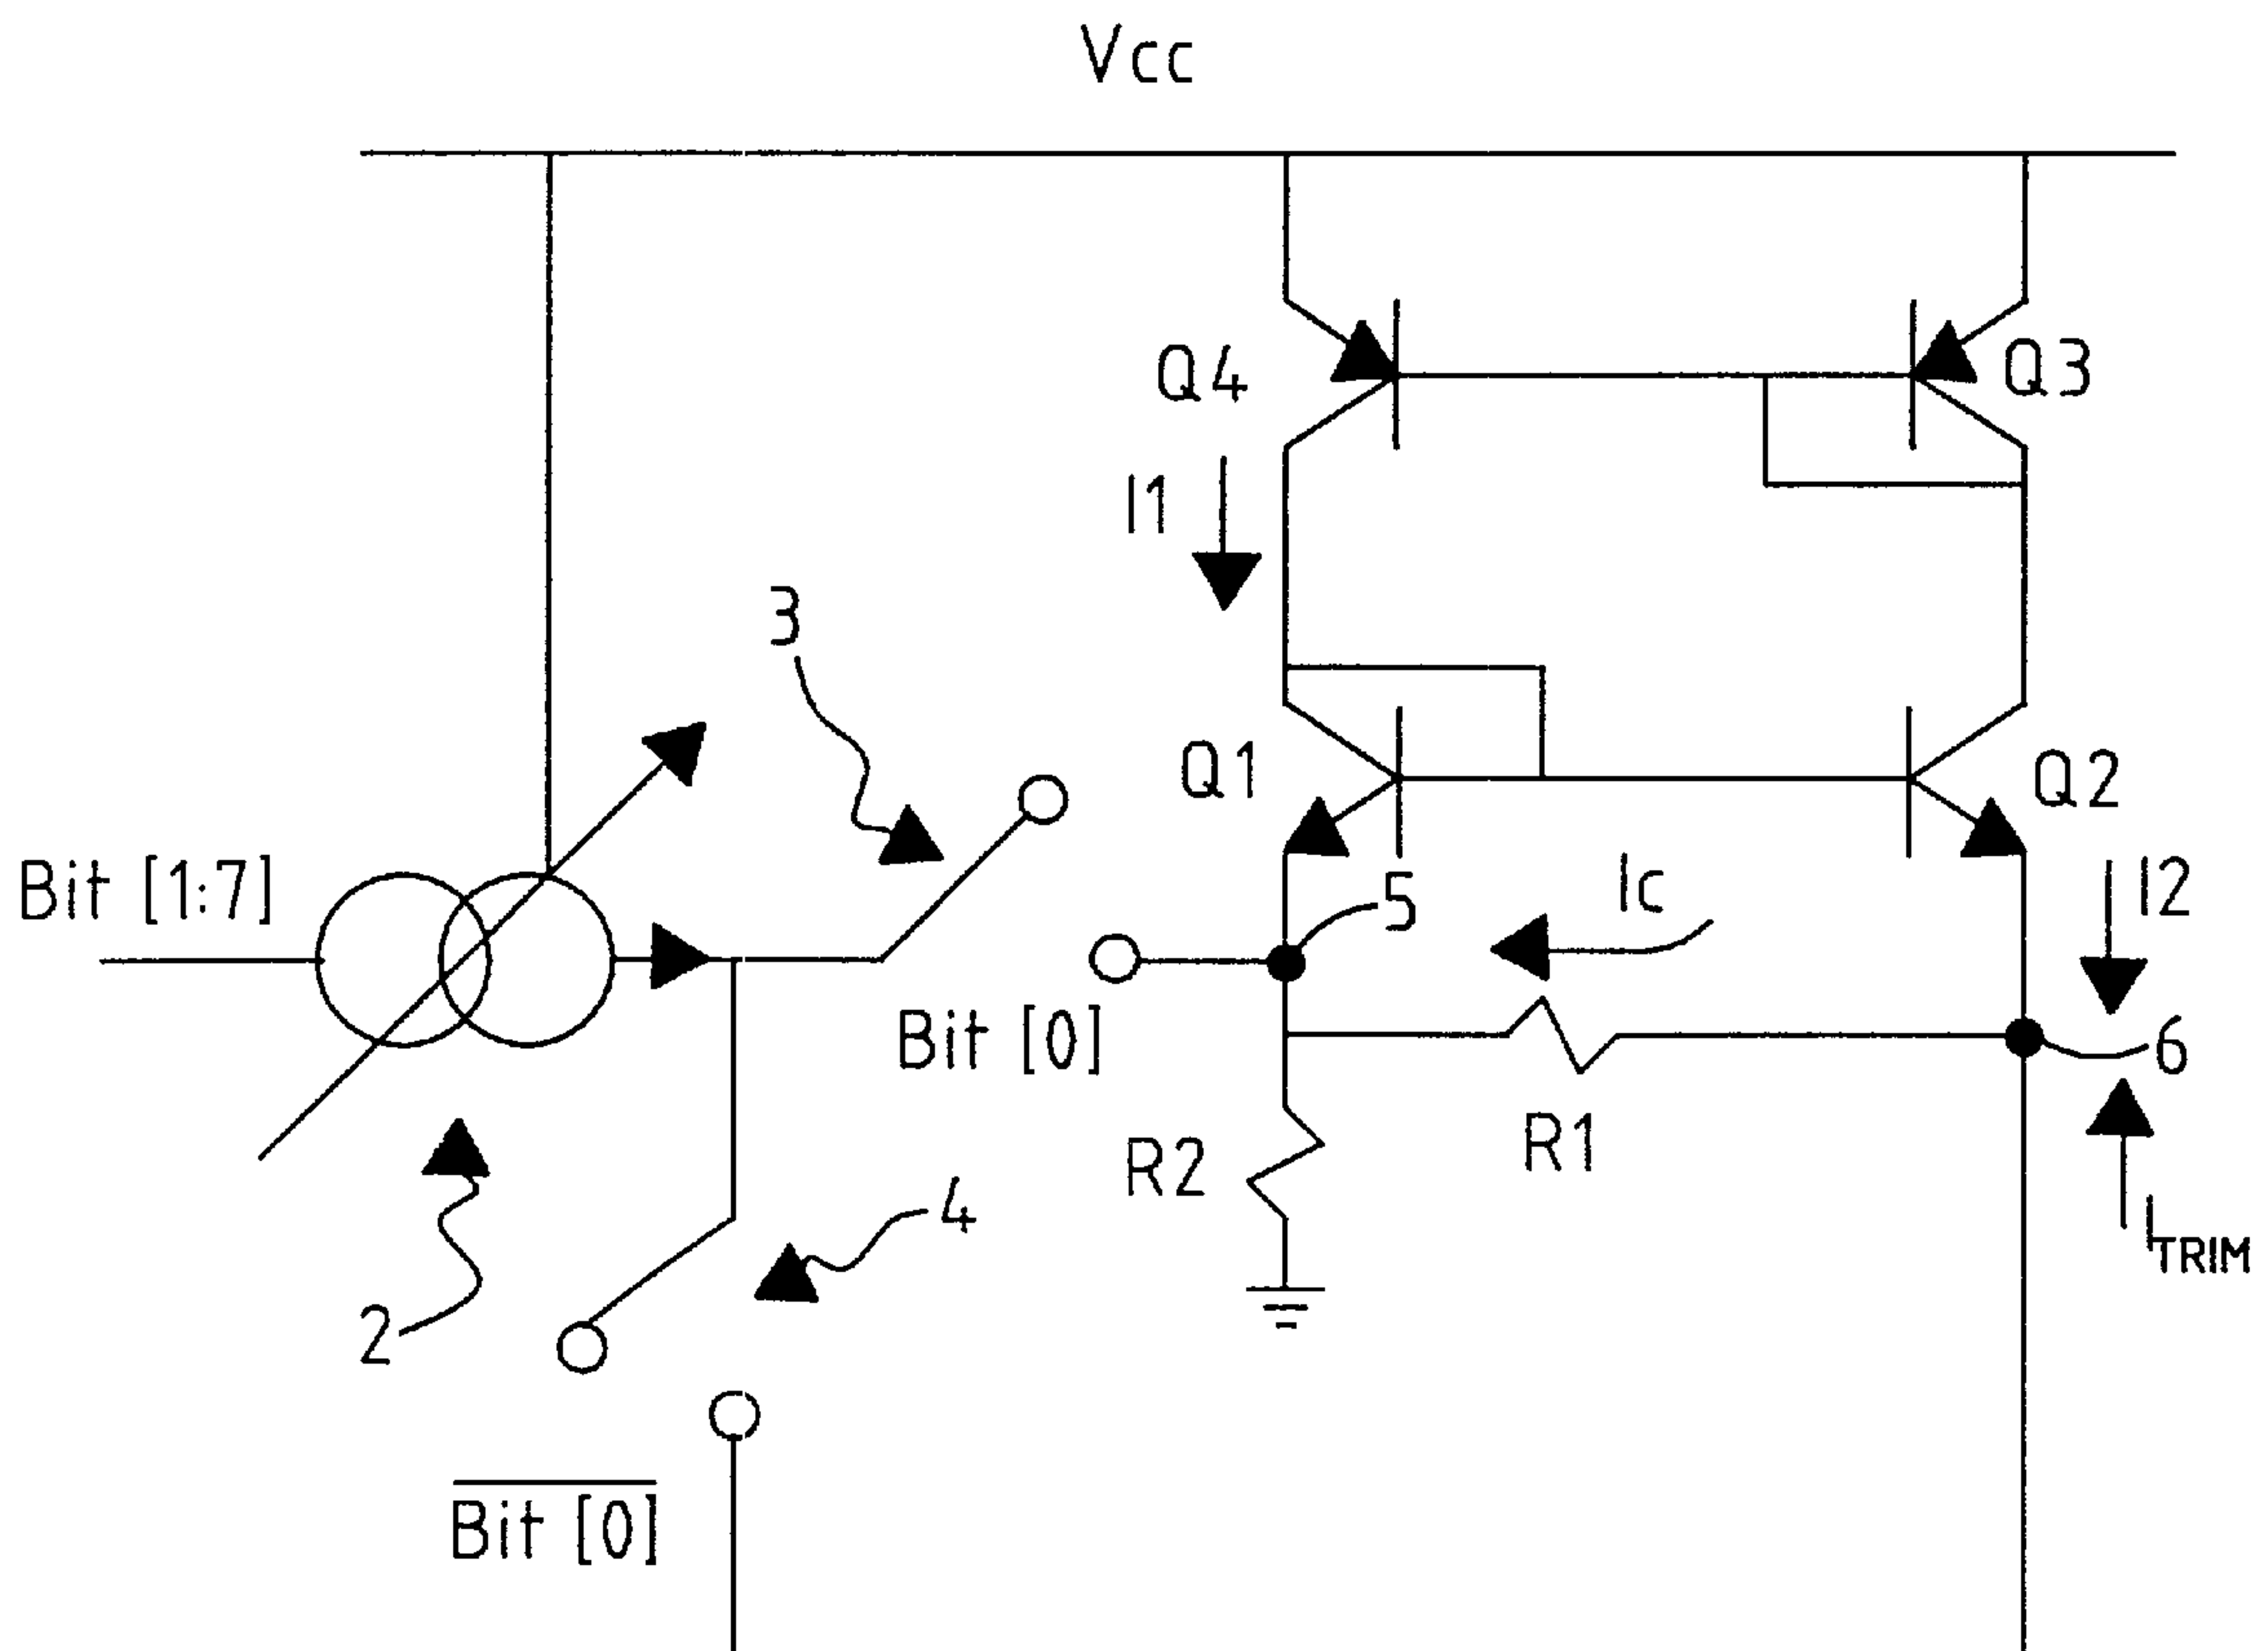 Vcc
Q4
Q3
I1
3
Q1
Q2
Bit [1:7]
5
Ic
I2
Bit [0]
6
R2
R1
4
ITRIM
2
Bit [0]